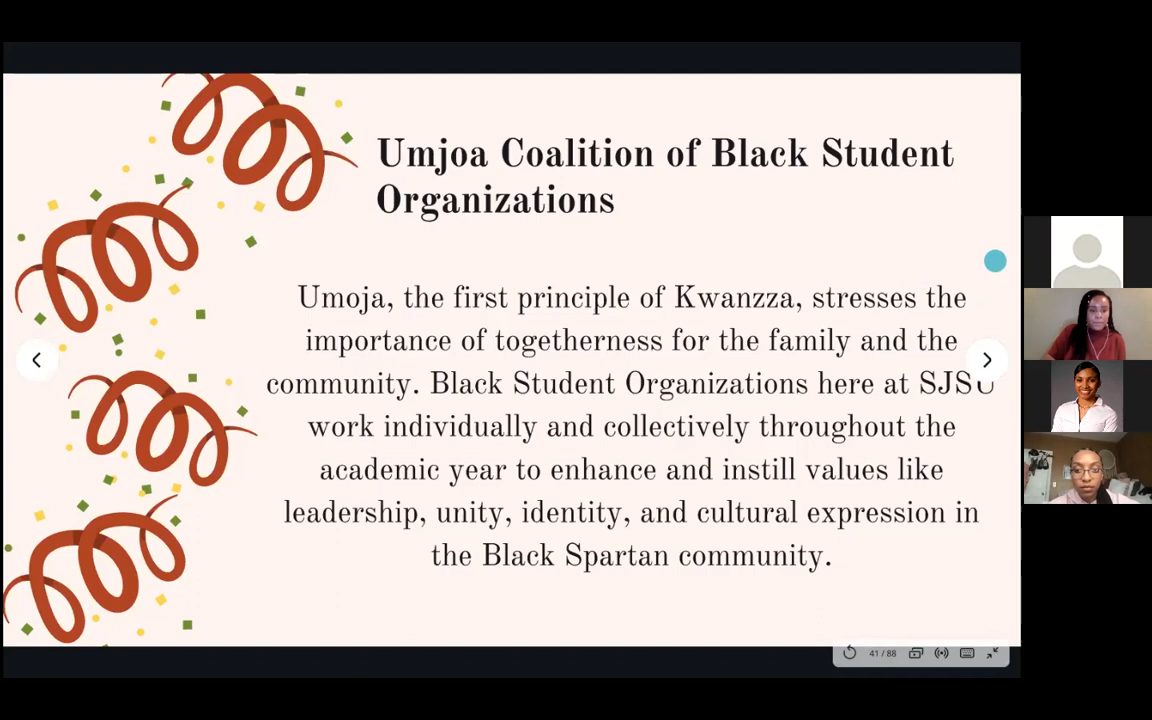 Umjoa Coalition of Black Student
Organizations
Umoja, the first principle of Kwanzza, stresses the
importance of togetherness for the family and the
community. Black Student Organizations here at SJSU
work individually and collectively throughout the
academic year to enhance and instill values like
leadership, unity, identity, and cultural expression in
the Black Spartan community.
41 / 88